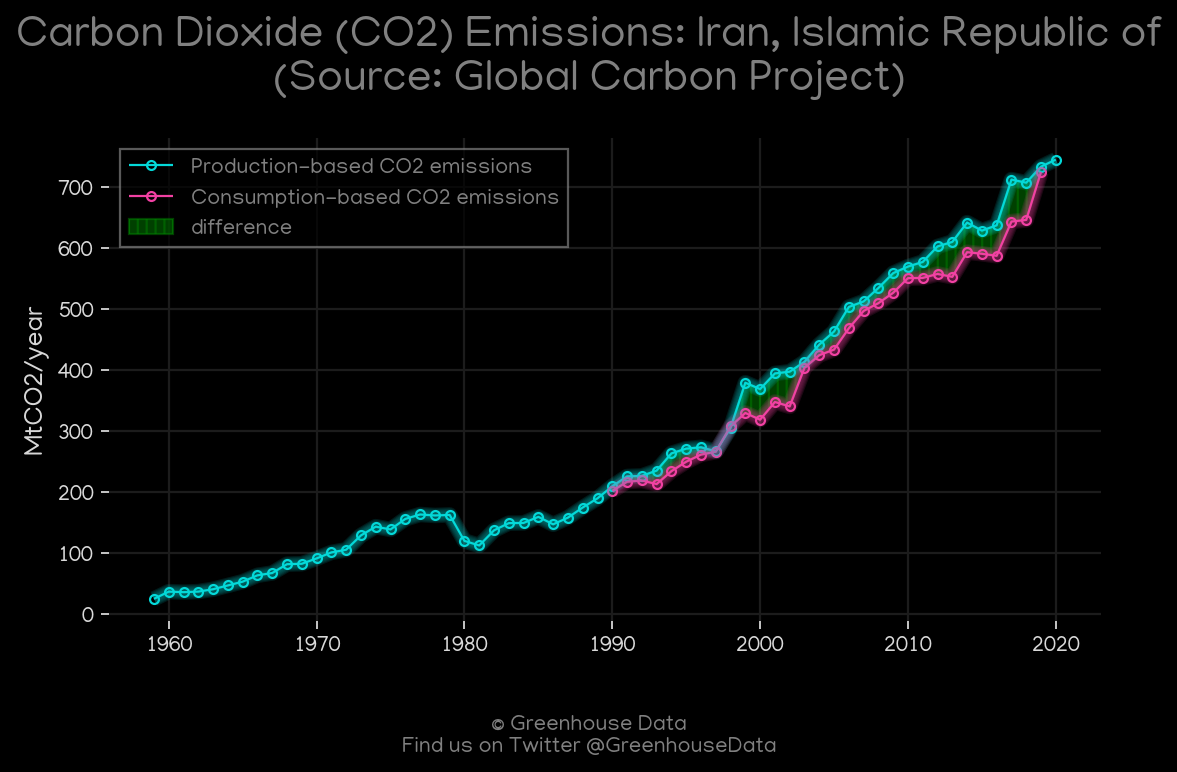 Carbon Dioxide (CO2) Emissions: Iran, Islamic Republic of
(Source: Global Carbon Project)
Production-based CO2 emissions
Consumption-based CO2 emissions
difference
MtCO2/year
700
600
500
400
300
200
100
0
1960 1970 1980 1990 2000 2010 2020
© Greenhouse Data
Find us on Twitter @GreenhouseData